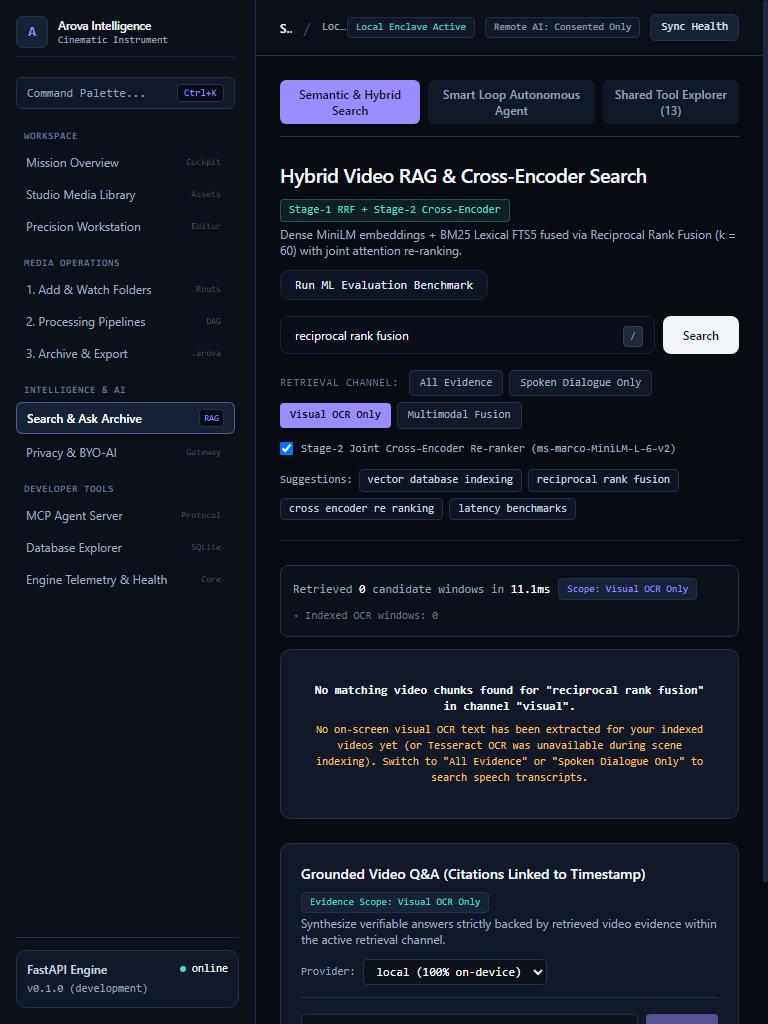 A
Arova Intelligence
Cinematic Instrument
Command Palette... Ctrl+K
WORKSPACE
Mission Overview Cockpit
Studio Media Library Assets
Precision Workstation Editor
MEDIA OPERATIONS
1. Add & Watch Folders Roots
2. Processing Pipelines DAG
3. Archive & Export .arova
INTELLIGENCE & AI
Search & Ask Archive RAG
Privacy & BYO-AI Gateway
DEVELOPER TOOLS
MCP Agent Server Protocol
Database Explorer SQLite
Engine Telemetry & Health Core
FastAPI Engine online
v0.1.0 (development)
S.. / Loc… Local Enclave Active Remote AI: Consented Only Sync Health
Semantic & Hybrid
Search
Smart Loop Autonomous
Agent
Shared Tool Explorer
(13)
Hybrid Video RAG & Cross-Encoder Search
Stage-1 RRF + Stage-2 Cross-Encoder
Dense MiniLM embeddings + BM25 Lexical FTS5 fused via Reciprocal Rank Fusion (k =
60) with joint attention re-ranking.
Run ML Evaluation Benchmark
reciprocal rank fusion / Search
RETRIEVAL CHANNEL: All Evidence Spoken Dialogue Only
Visual OCR Only Multimodal Fusion
Stage-2 Joint Cross-Encoder Re-ranker (ms-marco-MiniLM-L-6-v2)
Suggestions: vector database indexing reciprocal rank fusion
cross encoder re ranking latency benchmarks
Retrieved 0 candidate windows in 11.1ms Scope: Visual OCR Only
· Indexed OCR windows: 0
No matching video chunks found for "reciprocal rank fusion"
in channel "visual".
No on-screen visual OCR text has been extracted for your indexed
videos yet (or Tesseract OCR was unavailable during scene
indexing). Switch to "All Evidence" or "Spoken Dialogue Only" to
search speech transcripts.
Grounded Video Q&A (Citations Linked to Timestamp)
Evidence Scope: Visual OCR Only
Synthesize verifiable answers strictly backed by retrieved video evidence within
the active retrieval channel.
Provider: local (100% on-device)